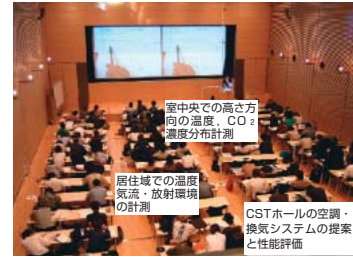 室中央での高さ方
向の温度，CO₂
濃度分布計測
居住域での温度
気流・放射環境
の計測
CSTホールの空調・
換気システムの提案
と性能評価